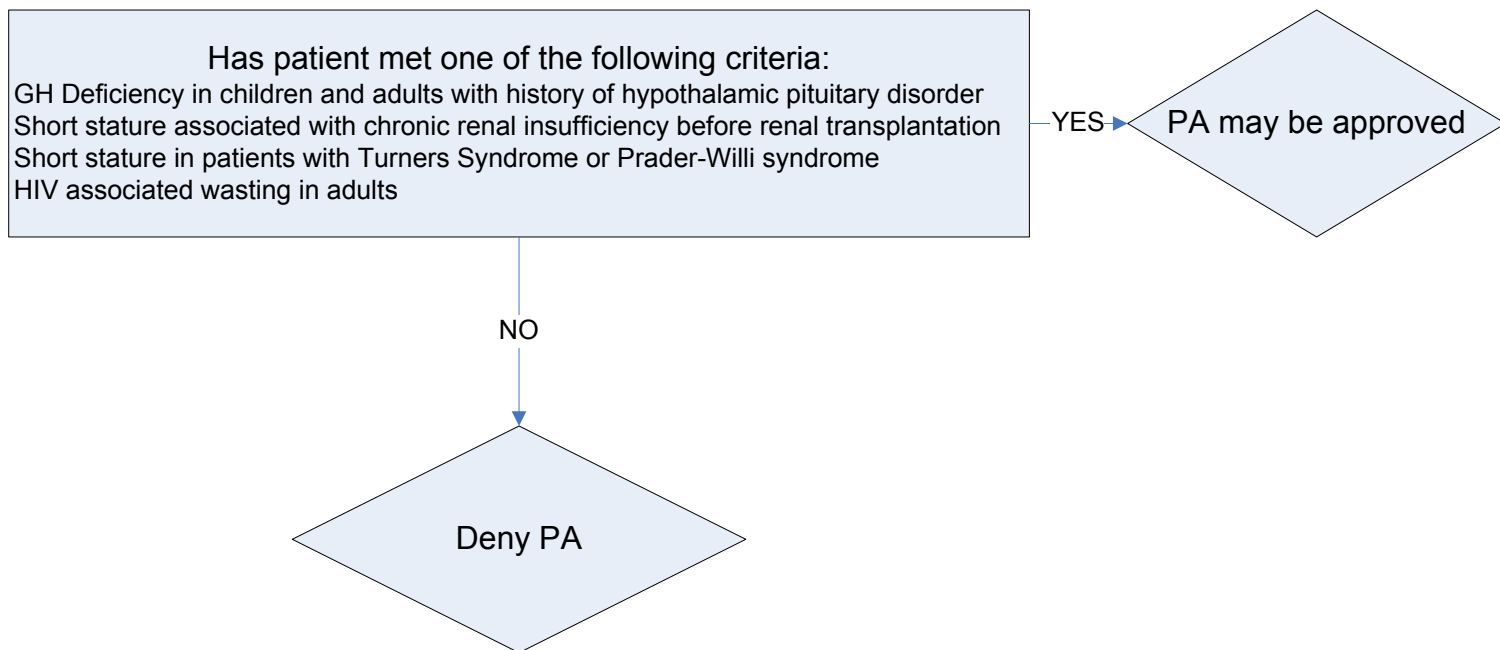 Has patient met one of the following criteria:
GH Deficiency in children and adults with history of hypothalamic pituitary disorder
Short stature associated with chronic renal insufficiency before renal transplantation
Short stature in patients with Turners Syndrome or Prader-Willi syndrome
HIV associated wasting in adults
YES
PA may be approved
NO
Deny PA